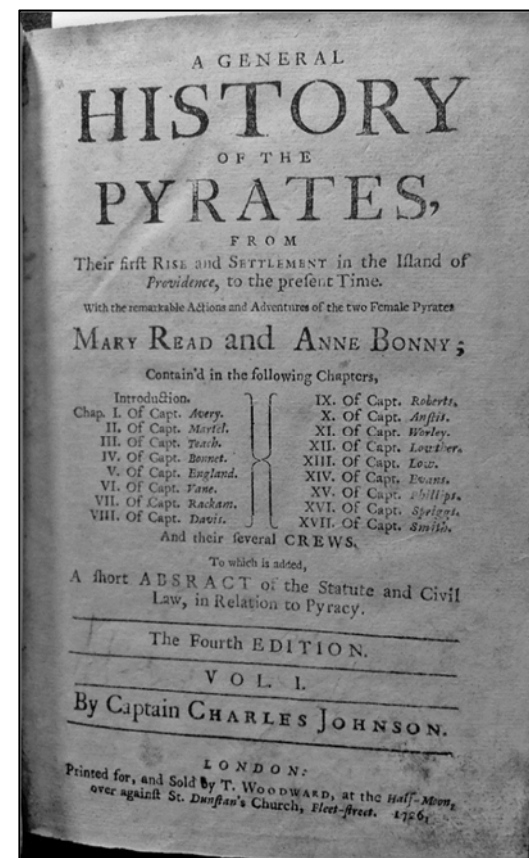 A GENERAL
HISTORY
OF THE
PYRATES,
FROM
Their firſt RISE and SETTLEMENT in the Iſland of
Providence, to the preſent Time.
With the remarkable Actions and Adventures of the two Female Pyrates
MARY READ and ANNE BONNY;
Contain'd in the following Chapters,
Introduction.
Chap. I. Of Capt. Avery.
II. Of Capt. Martel.
III. Of Capt. Teach.
IV. Of Capt. Bonnet.
V. Of Capt. England.
VI. Of Capt. Vane.
VII. Of Capt. Rackam.
VIII. Of Capt. Davis.
IX. Of Capt. Roberts.
X. Of Capt. Anſtis.
XI. Of Capt. Worley.
XII. Of Capt. Lowther.
XIII. Of Capt. Low.
XIV. Of Capt. Evans.
XV. Of Capt. Phillips.
XVI. Of Capt. Spriggs.
XVII. Of Capt. Smith.
And their ſeveral CREWS.
To which is added,
A ſhort ABSRACT of the Statute and Civil
Law, in Relation to Pyracy.
The Fourth EDITION.
VOL. I.
By Captain CHARLES JOHNSON.
LONDON:
Printed for, and Sold by T. WOODWARD, at the Half-Moon,
over againſt St. Dunſtan's Church, Fleet-ſtreet. 1726,